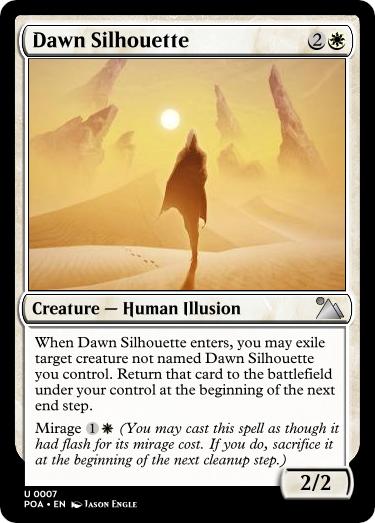 Dawn Silhouette 2
Creature — Human Illusion
When Dawn Silhouette enters, you may exile
target creature not named Dawn Silhouette
you control. Return that card to the battlefield
under your control at the beginning of the next
end step.
Mirage 1 (You may cast this spell as though it
had flash for its mirage cost. If you do, sacrifice it
at the beginning of the next cleanup step.)
2/2
U 0007
POA • EN Jason Engle